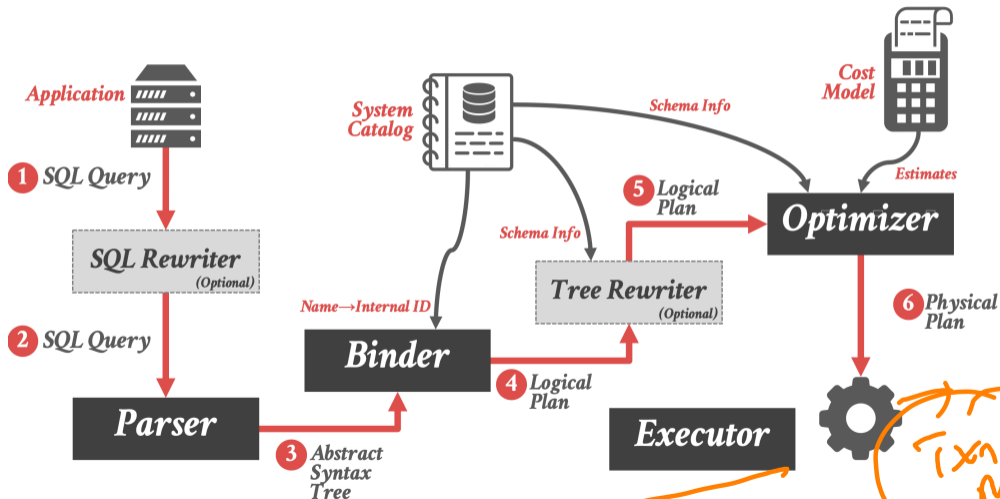 Application
1 SQL Query
SQL Rewriter
(Optional)
2 SQL Query
Parser
3 Abstract
Syntax
Tree
System
Catalog
Name→Internal ID
Binder
4 Logical
Plan
Schema Info
Tree Rewriter
(Optional)
5 Logical
Plan
Schema Info
Cost
Model
Estimates
Optimizer
6 Physical
Plan
Executor
Txn